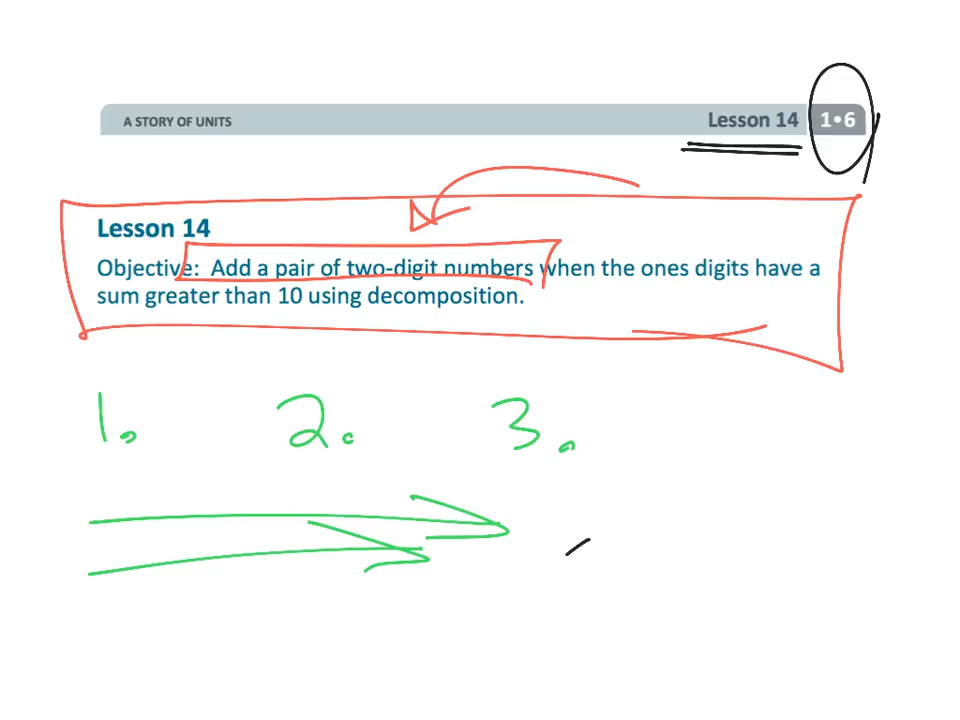 A STORY OF UNITS Lesson 14 1•6
Lesson 14
Objective: Add a pair of two-digit numbers when the ones digits have a
sum greater than 10 using decomposition.
1. 2. 3.